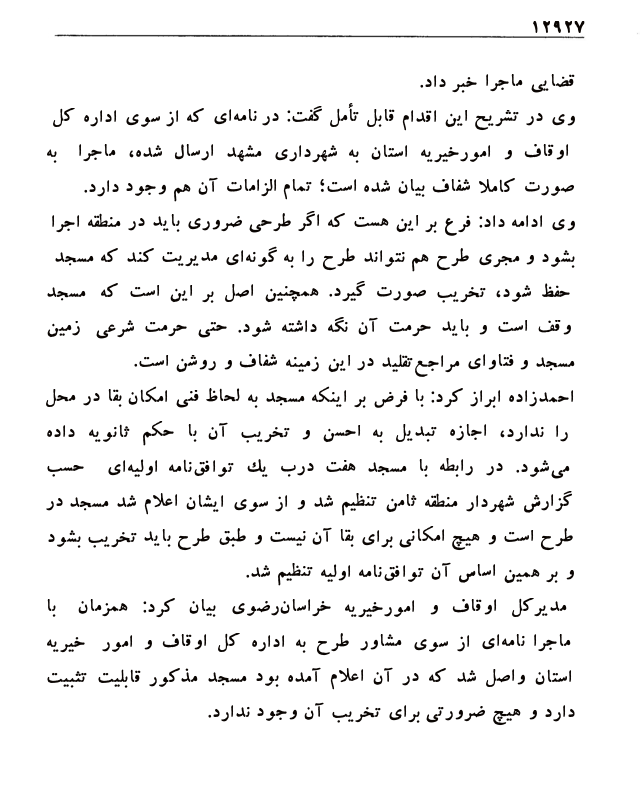 ۱۲۹۲۷
قضایی ماجرا خبر داد.
وی در تشریح این اقدام قابل تأمل گفت: در نامه‌ای که از سوی اداره کل
اوقاف و امورخیریه استان به شهرداری مشهد ارسال شده، ماجرا به
صورت کاملا شفاف بیان شده است؛ تمام الزامات آن هم وجود دارد.
وی ادامه داد: فرع بر این هست که اگر طرحی ضروری باید در منطقه اجرا
بشود و مجری طرح هم نتواند طرح را به گونه‌ای مدیریت کند که مسجد
حفظ شود، تخریب صورت گیرد. همچنین اصل بر این است که مسجد
وقف است و باید حرمت آن نگه داشته شود. حتی حرمت شرعی زمین
مسجد و فتاوای مراجع‌تقلید در این زمینه شفاف و روشن است.
احمدزاده ابراز کرد: با فرض بر اینکه مسجد به لحاظ فنی امکان بقا در محل
را ندارد، اجازه تبدیل به احسن و تخریب آن با حکم ثانویه داده
می‌شود. در رابطه با مسجد هفت درب یك توافق‌نامه اولیه‌ای حسب
گزارش شهردار منطقه ثامن تنظیم شد و از سوی ایشان اعلام شد مسجد در
طرح است و هیچ امکانی برای بقا آن نیست و طبق طرح باید تخریب بشود
و بر همین اساس آن توافق‌نامه اولیه تنظیم شد.
مدیرکل اوقاف و امورخیریه خراسان‌رضوی بیان کرد: همزمان با
ماجرا نامه‌ای از سوی مشاور طرح به اداره کل اوقاف و امور خیریه
استان واصل شد که در آن اعلام آمده بود مسجد مذکور قابلیت تثبیت
دارد و هیچ ضرورتی برای تخریب آن وجود ندارد.